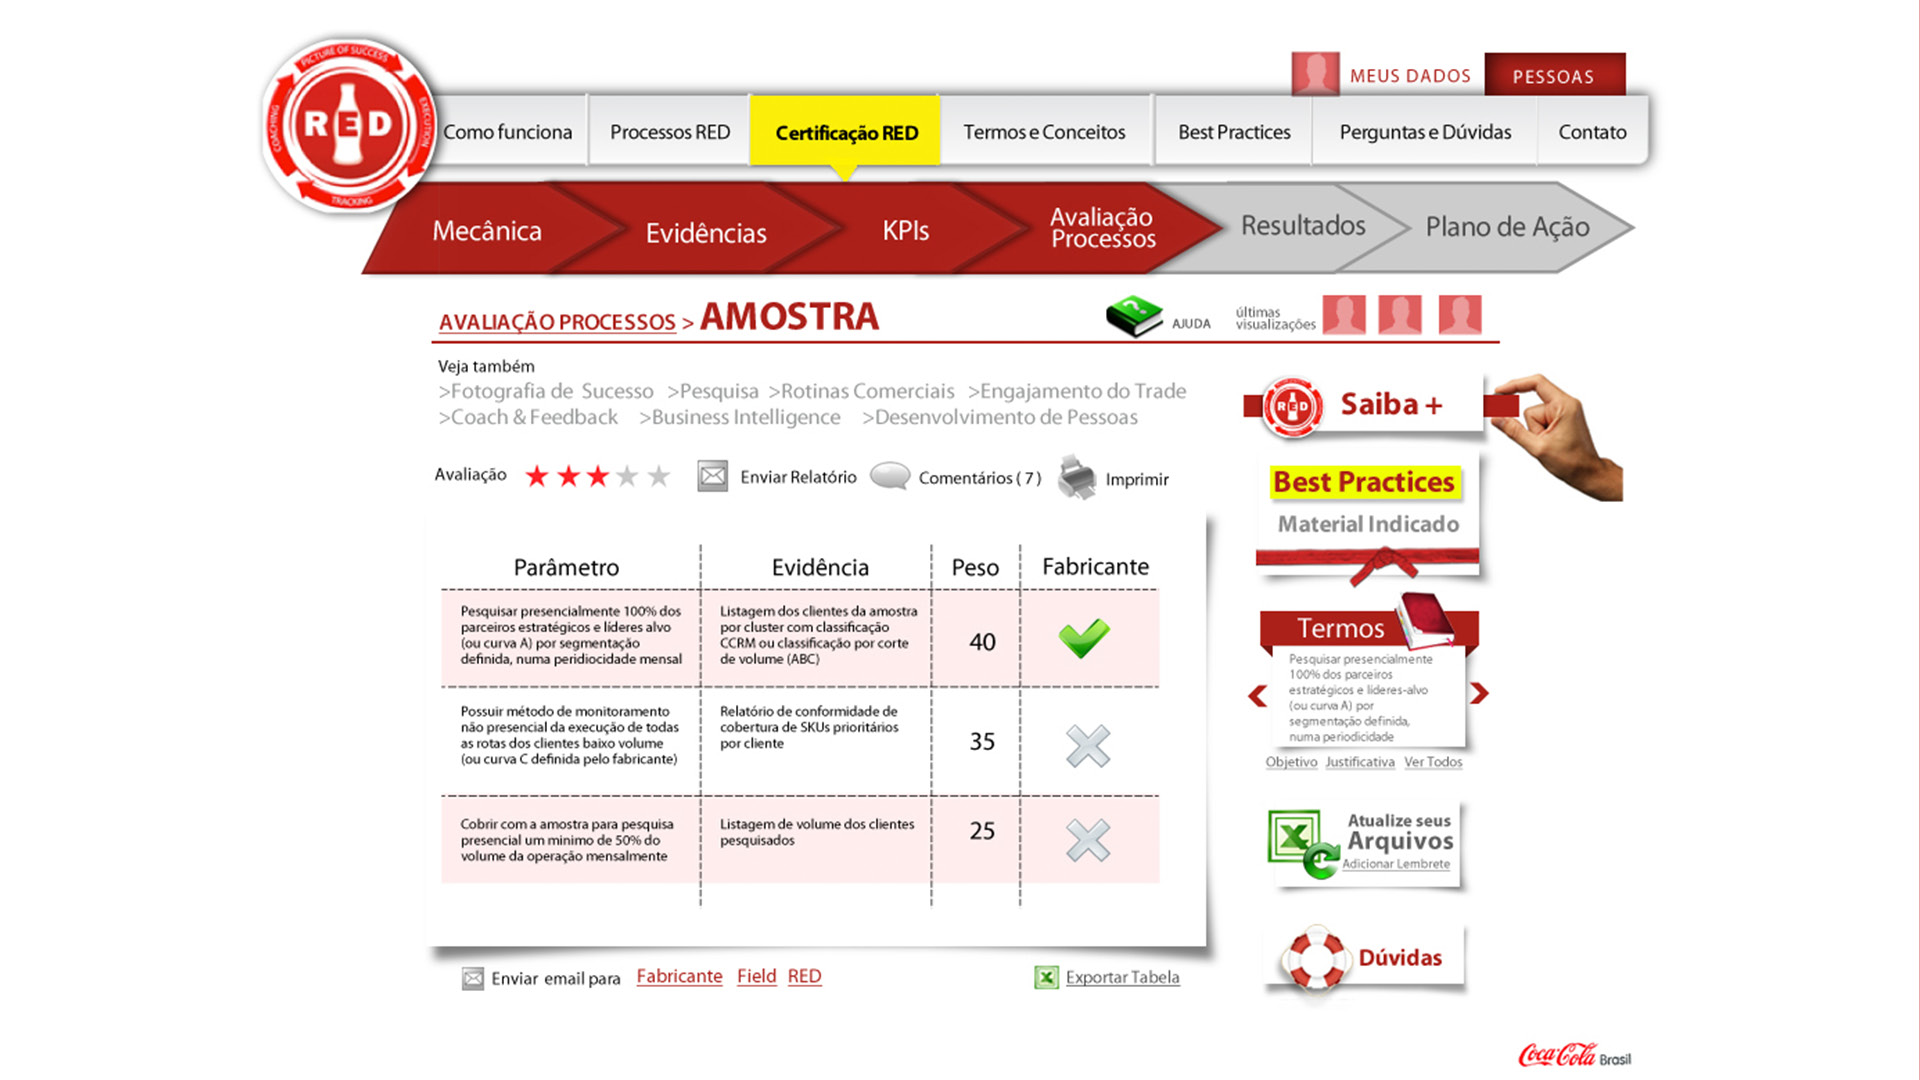 PICTURE OF SUCCESS
EXECUTION
TRACKING
COACHING
RED
MEUS DADOS
PESSOAS
Como funciona
Processos RED
Certificação RED
Termos e Conceitos
Best Practices
Perguntas e Dúvidas
Contato
Mecânica
Evidências
KPIs
Avaliação
Processos
Resultados
Plano de Ação
AVALIAÇÃO PROCESSOS > AMOSTRA
AJUDA
últimas
visualizações
Veja também
>Fotografia de Sucesso >Pesquisa >Rotinas Comerciais >Engajamento do Trade
>Coach & Feedback >Business Intelligence >Desenvolvimento de Pessoas
Avaliação
Enviar Relatório
Comentários ( 7 )
Imprimir
Parâmetro
Evidência
Peso
Fabricante
Pesquisar presencialmente 100% dos
parceiros estratégicos e líderes alvo
(ou curva A) por segmentação
definida, numa peridiocidade mensal
Listagem dos clientes da amostra
por cluster com classificação
CCRM ou classificação por corte
de volume (ABC)
40
Possuir método de monitoramento
não presencial da execução de todas
as rotas dos clientes baixo volume
(ou curva C definida pelo fabricante)
Relatório de conformidade de
cobertura de SKUs prioritários
por cliente
35
Cobrir com a amostra para pesquisa
presencial um minimo de 50% do
volume da operação mensalmente
Listagem de volume dos clientes
pesquisados
25
Enviar email para Fabricante Field RED
Exportar Tabela
RED
Saiba +
Best Practices
Material Indicado
Termos
Pesquisar presencialmente
100% dos parceiros
estratégicos e líderes-alvo
(ou curva A) por
segmentação definida,
numa periodicidade
Objetivo Justificativa Ver Todos
Atualize seus
Arquivos
Adicionar Lembrete
Dúvidas
Coca-Cola Brasil